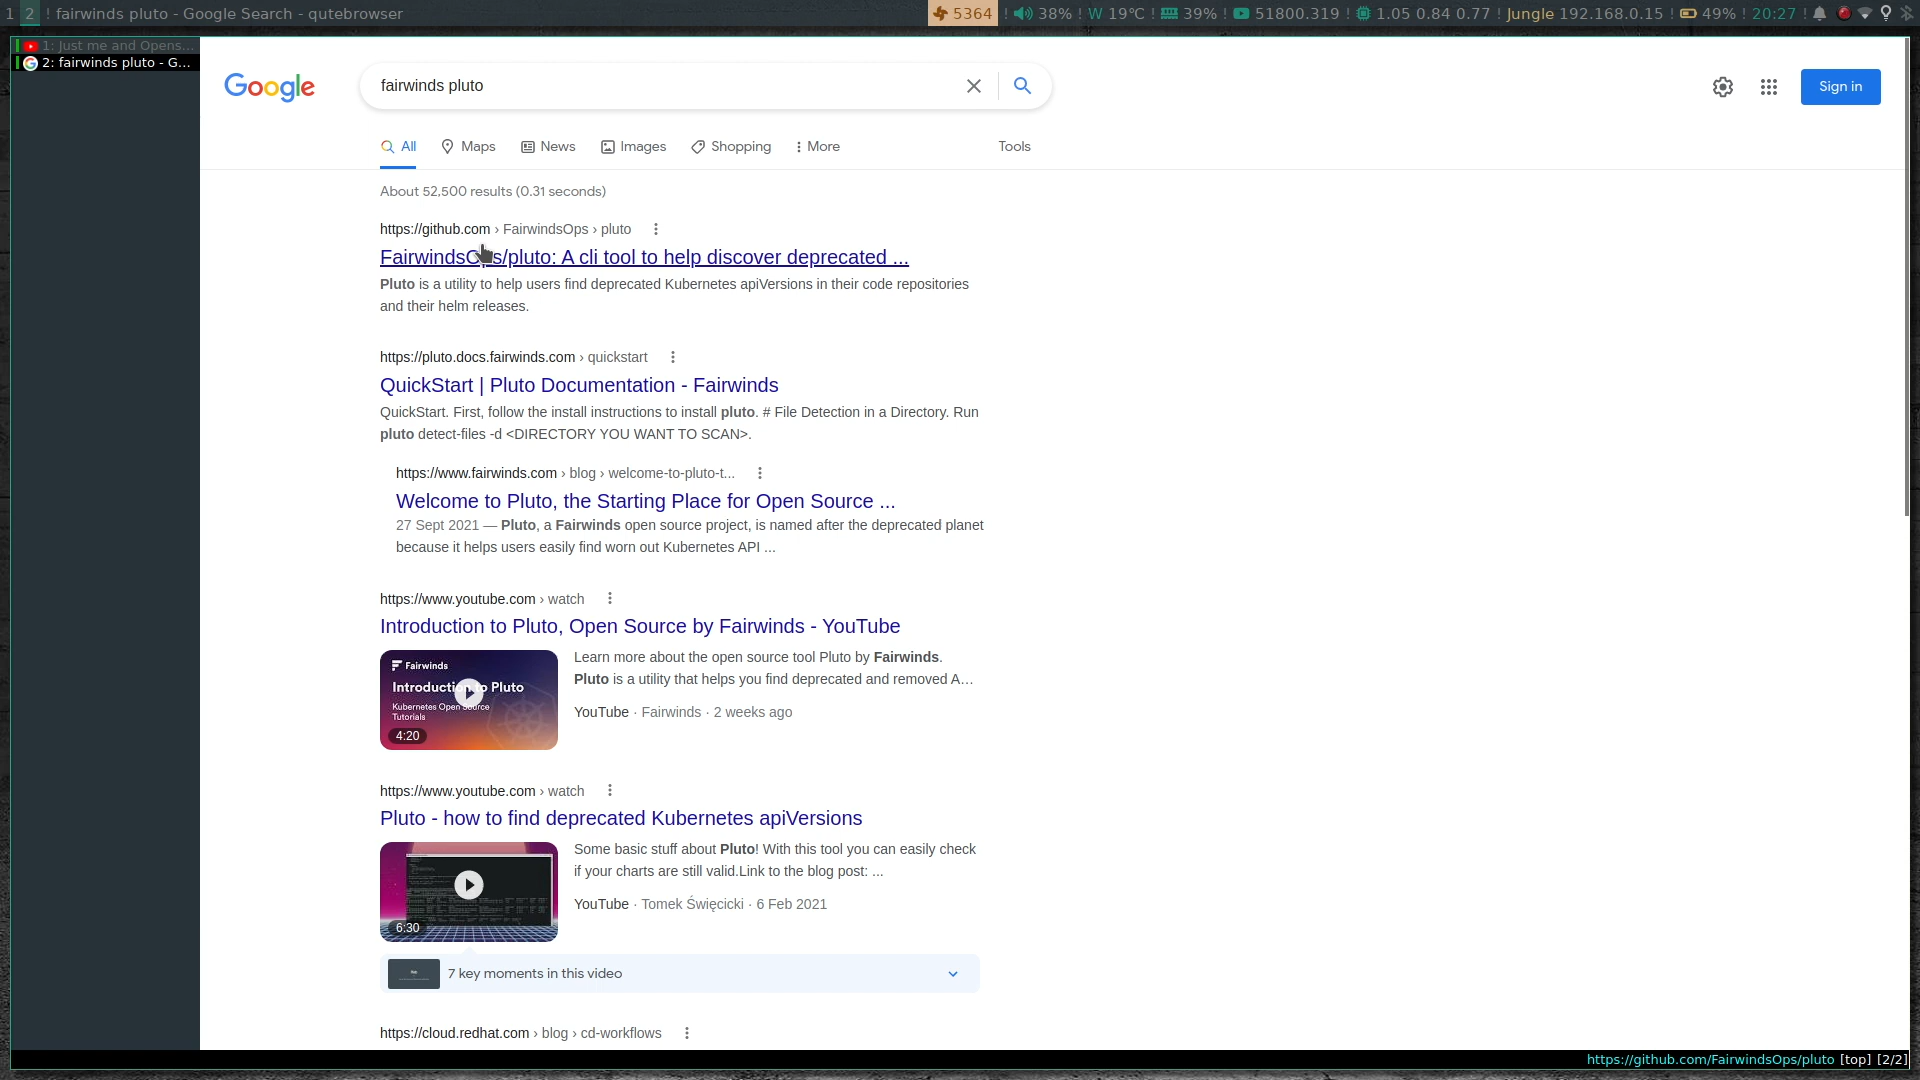 1 2 ! fairwinds pluto - Google Search - qutebrowser
5364 ! 38% ! W 19°C ! 39% ! 51800.319 ! 1.05 0.84 0.77 ! Jungle 192.168.0.15 ! 49% ! 20:27 !
1: Just me and Opens...
2: fairwinds pluto - G...
Google
fairwinds pluto
Sign in
All Maps News Images Shopping More Tools
About 52,500 results (0.31 seconds)
https://github.com › FairwindsOps › pluto
FairwindsOps/pluto: A cli tool to help discover deprecated ...
Pluto is a utility to help users find deprecated Kubernetes apiVersions in their code repositories
and their helm releases.
https://pluto.docs.fairwinds.com › quickstart
QuickStart | Pluto Documentation - Fairwinds
QuickStart. First, follow the install instructions to install pluto. # File Detection in a Directory. Run
pluto detect-files -d <DIRECTORY YOU WANT TO SCAN>.
https://www.fairwinds.com › blog › welcome-to-pluto-t...
Welcome to Pluto, the Starting Place for Open Source ...
27 Sept 2021 — Pluto, a Fairwinds open source project, is named after the deprecated planet
because it helps users easily find worn out Kubernetes API ...
https://www.youtube.com › watch
Introduction to Pluto, Open Source by Fairwinds - YouTube
Fairwinds
Introduction to Pluto
Kubernetes Open Source
Tutorials
4:20
Learn more about the open source tool Pluto by Fairwinds.
Pluto is a utility that helps you find deprecated and removed A...
YouTube · Fairwinds · 2 weeks ago
https://www.youtube.com › watch
Pluto - how to find deprecated Kubernetes apiVersions
6:30
Some basic stuff about Pluto! With this tool you can easily check
if your charts are still valid.Link to the blog post: ...
YouTube · Tomek Święcicki · 6 Feb 2021
7 key moments in this video
https://cloud.redhat.com › blog › cd-workflows
https://github.com/FairwindsOps/pluto [top] [2/2]